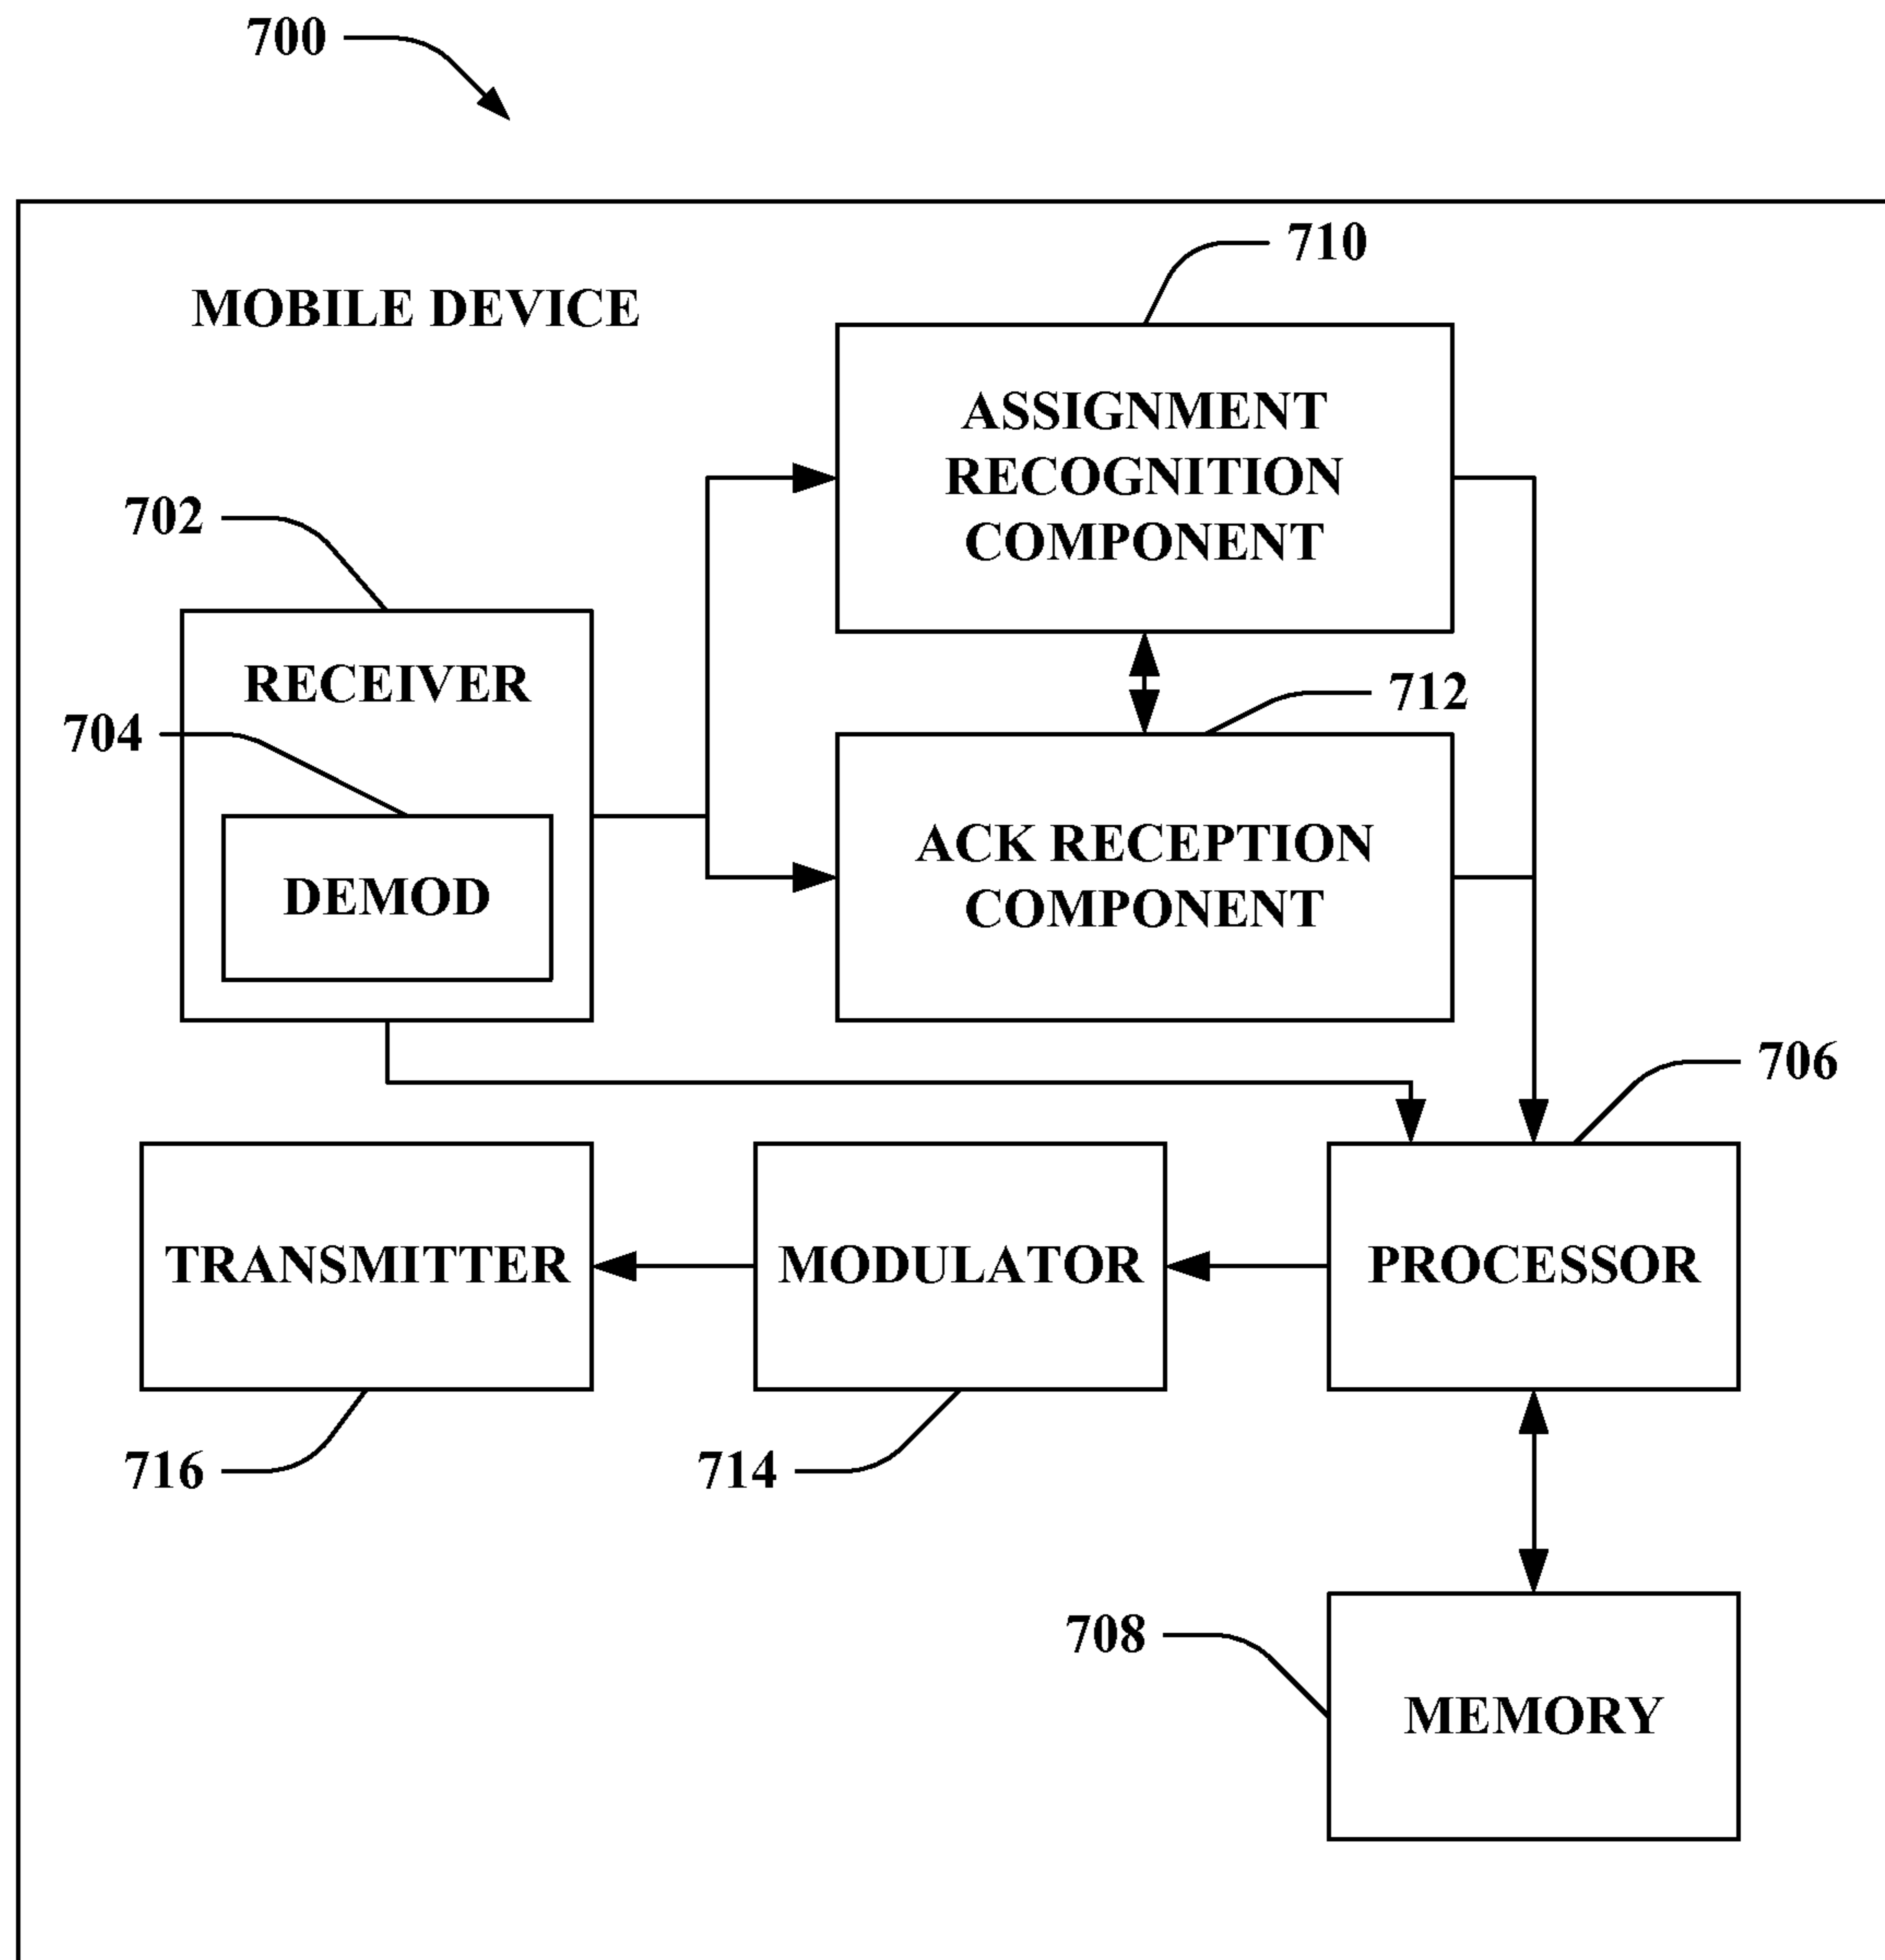 700
710
MOBILE DEVICE
ASSIGNMENT
RECOGNITION
COMPONENT
702
RECEIVER
712
704
ACK RECEPTION
COMPONENT
DEMOD
706
TRANSMITTER
MODULATOR
PROCESSOR
716
714
708
MEMORY